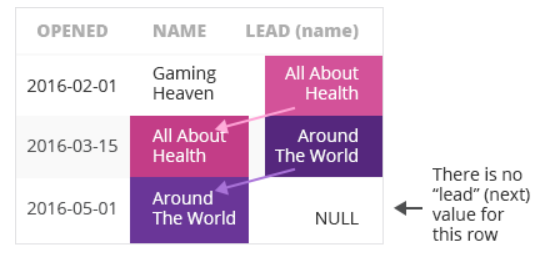 OPENED NAME LEAD (name)
2016-02-01 Gaming Heaven All About Health
2016-03-15 All About Health Around The World
2016-05-01 Around The World NULL
There is no
“lead” (next)
value for
this row